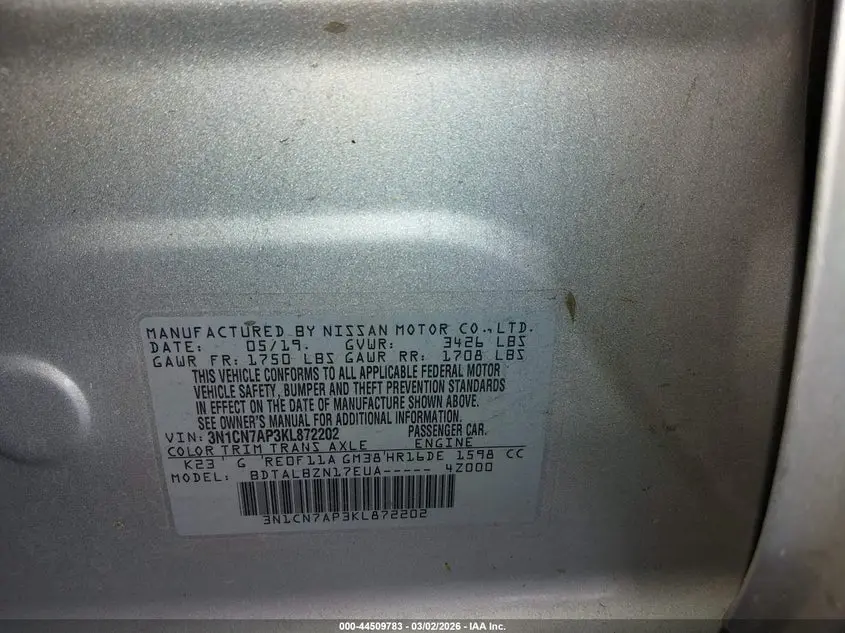 MANUFACTURED BY NISSAN MOTOR CO., LTD.
DATE: 05/19. GVWR: 3426 LBS
GAWR FR: 1750 LBS GAWR RR: 1708 LBS
THIS VEHICLE CONFORMS TO ALL APPLICABLE FEDERAL MOTOR
VEHICLE SAFETY, BUMPER AND THEFT PREVENTION STANDARDS
IN EFFECT ON THE DATE OF MANUFACTURE SHOWN ABOVE.
SEE OWNER'S MANUAL FOR ADDITIONAL INFORMATION.
VIN: 3N1CN7AP3KL872202 PASSENGER CAR.
COLOR TRIM TRANS AXLE ENGINE
K23 G RE0F11A GM38 HR16DE 1598 CC
MODEL: BDTALBZN17EUA----- 4Z000
3N1CN7AP3KL872202
000-44509783 — 03/02/2026 — IAA Inc.